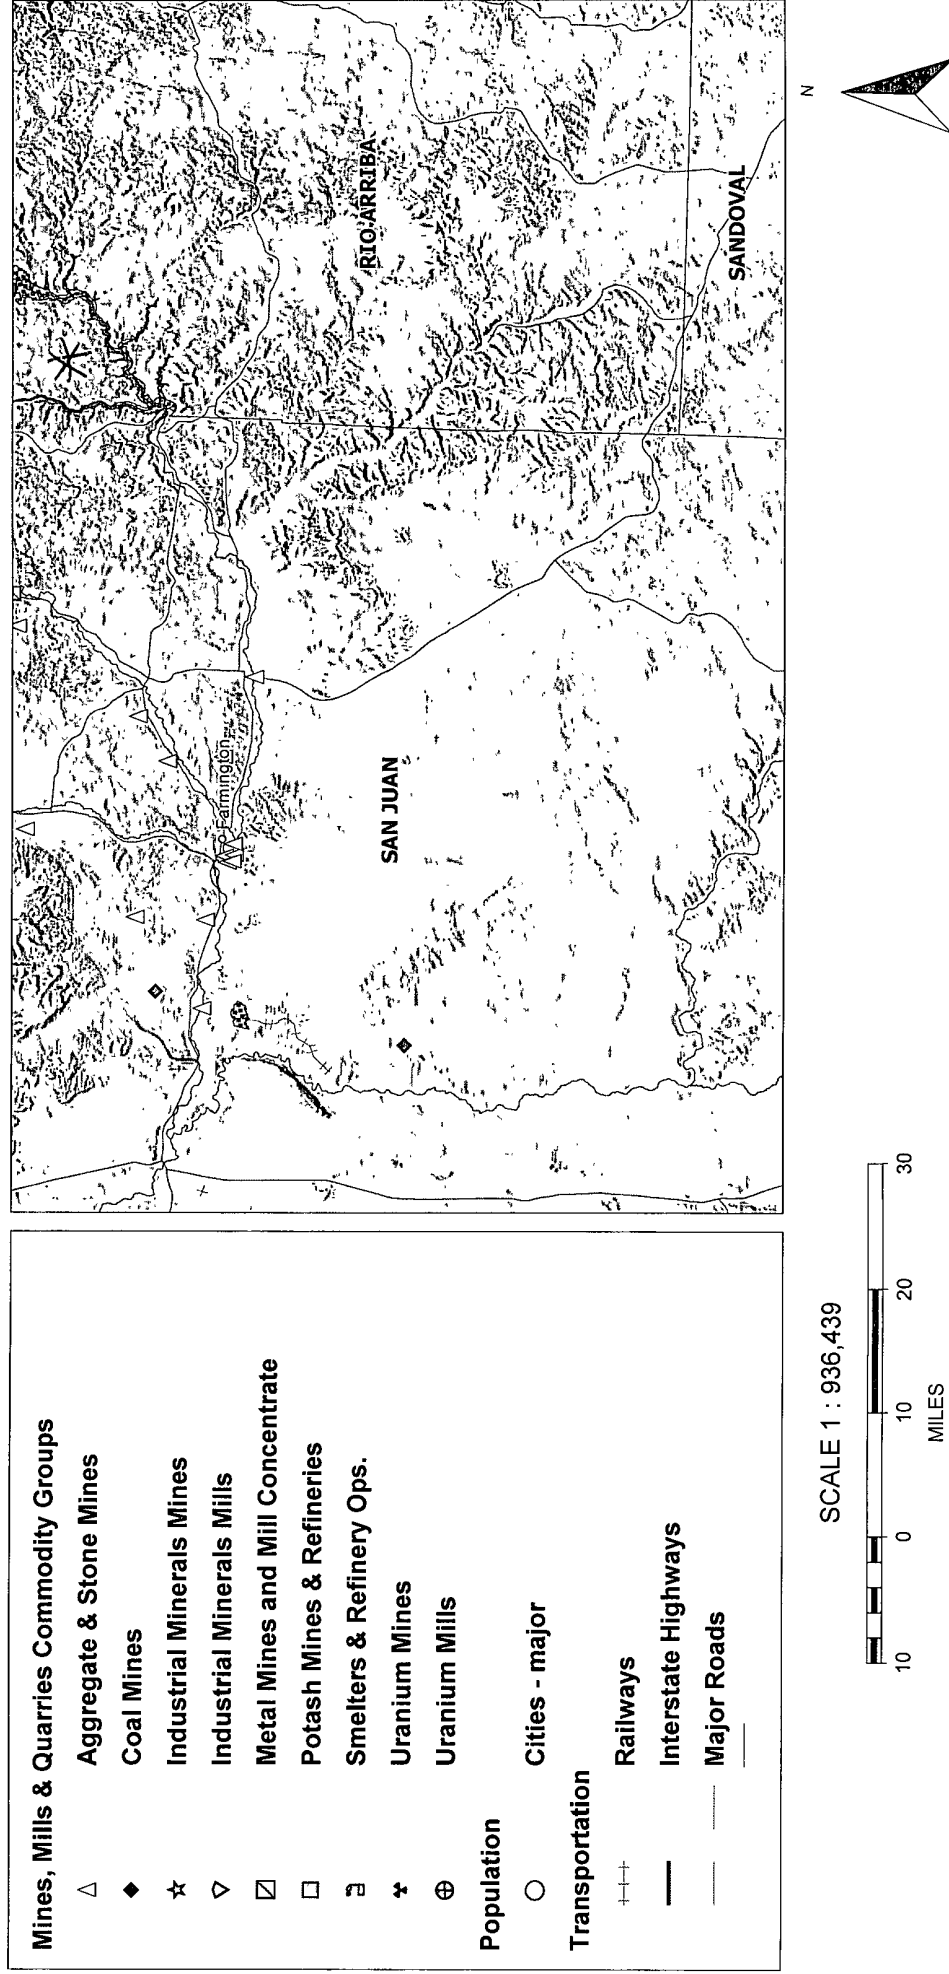 Mines, Mills & Quarries Commodity Groups
Aggregate & Stone Mines
Coal Mines
Industrial Minerals Mines
Industrial Minerals Mills
Metal Mines and Mill Concentrate
Potash Mines & Refineries
Smelters & Refinery Ops.
Uranium Mines
Uranium Mills
Population
Cities - major
Transportation
Railways
Interstate Highways
Major Roads
Farmington
SAN JUAN
RIO ARRIBA
SANDOVAL
SCALE 1 : 936,439
10 0 10 20 30
MILES
N